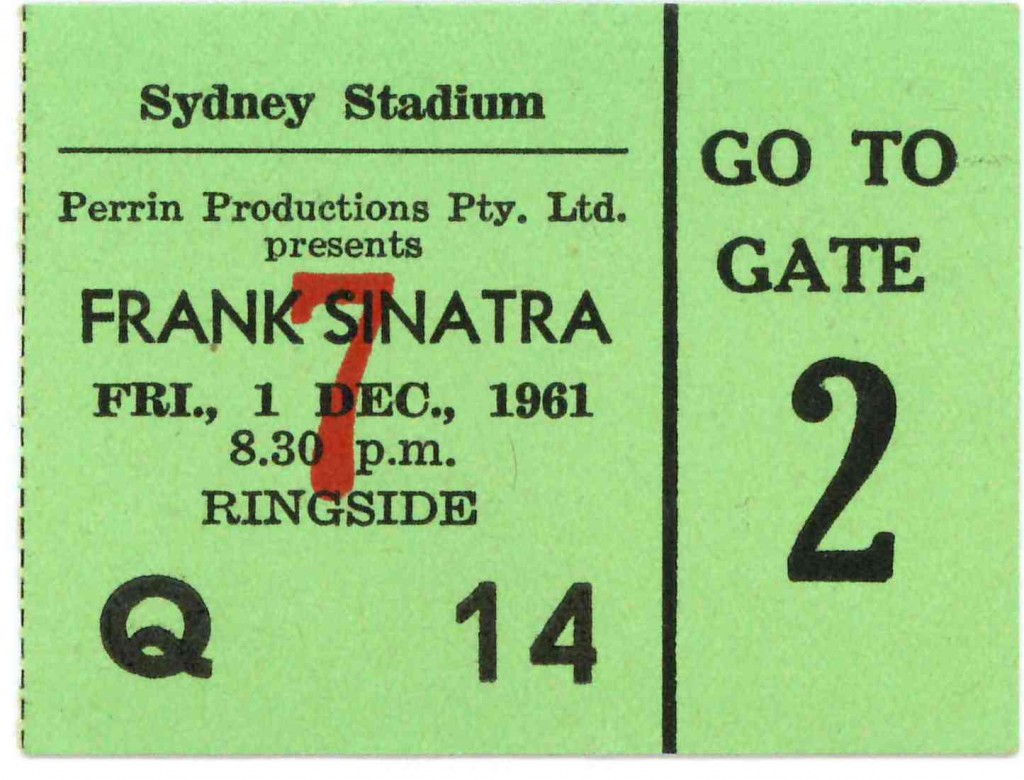 Sydney Stadium
Perrin Productions Pty. Ltd.
presents
FRANK SINATRA
7
FRI., 1 DEC., 1961
8.30 p.m.
RINGSIDE
Q 14
GO TO
GATE
2